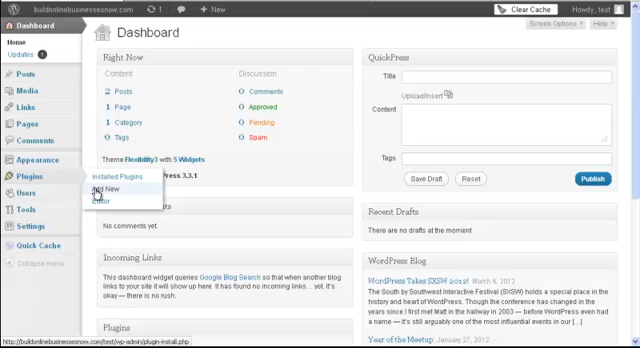 buildonlinebusinessesnow.com 1 + New Clear Cache Howdy, test
Dashboard
Home
Updates 1
Posts
Media
Links
Pages
Comments
Appearance
Plugins
Users
Tools
Settings
Quick Cache
Collapse menu
Installed Plugins
Add New
Editor
Screen Options Help
Dashboard
Right Now
Content Discussion
2 Posts 0 Comments
1 Page 0 Approved
1 Category 0 Pending
0 Tags 0 Spam
Theme Flexibility3 with 5 Widgets
Press 3.3.1
No comments yet.
Incoming Links
This dashboard widget queries Google Blog Search so that when another blog
links to your site it will show up here. It has found no incoming links… yet. It's
okay — there is no rush.
Plugins
QuickPress
Title
Upload/Insert
Content
Tags
Save Draft Reset Publish
Recent Drafts
There are no drafts at the moment
WordPress Blog
WordPress Takes SXSW 2012! March 6, 2012
The South by Southwest Interactive Festival (SXSW) holds a special place in the
history and heart of WordPress. Though the conference has changed in the
years since I first met Matt in the hallway in 2003 — before WordPress even
had a name — it's still arguably one of the most influential events in our […]
Year of the Meetup January 27, 2012
http://buildonlinebusinessesnow.com/test/wp-admin/plugin-install.php